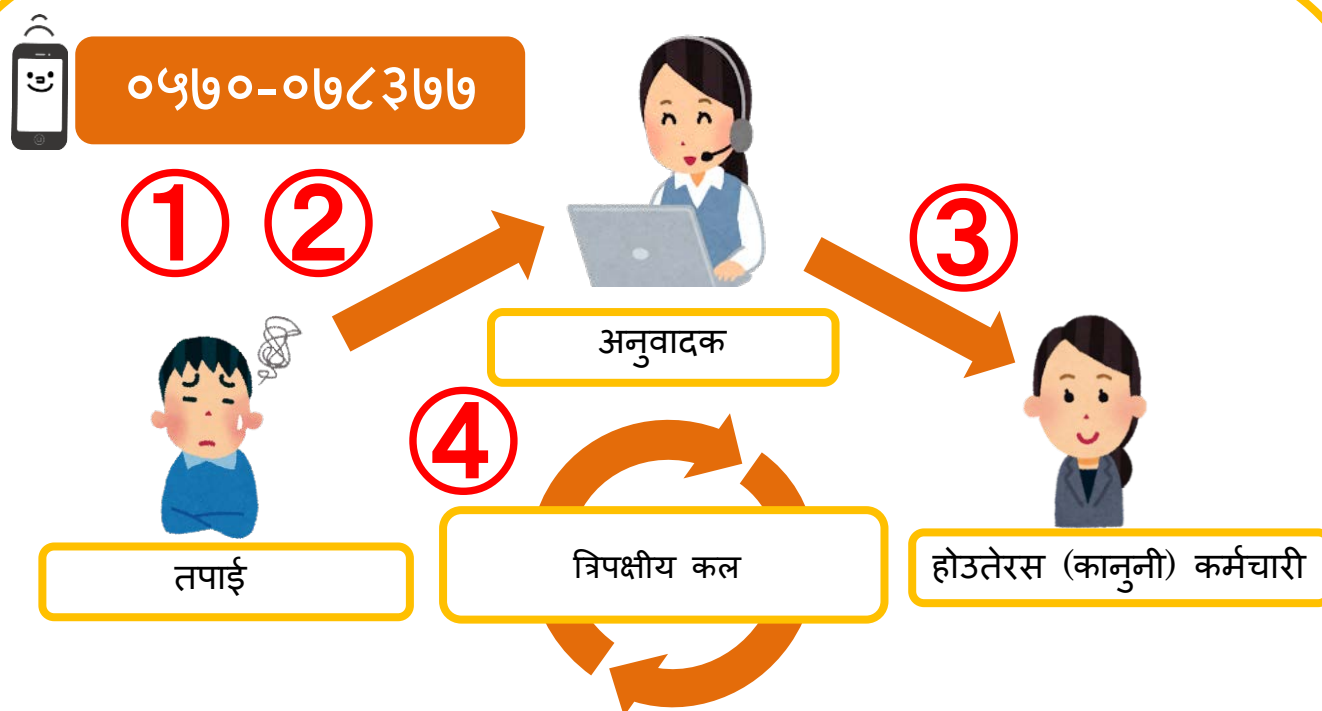 ०५७०-०७८३७७
① ②
③
अनुवादक
④
तपाई
त्रिपक्षीय कल
होउतेरस (कानुनी) कर्मचारी